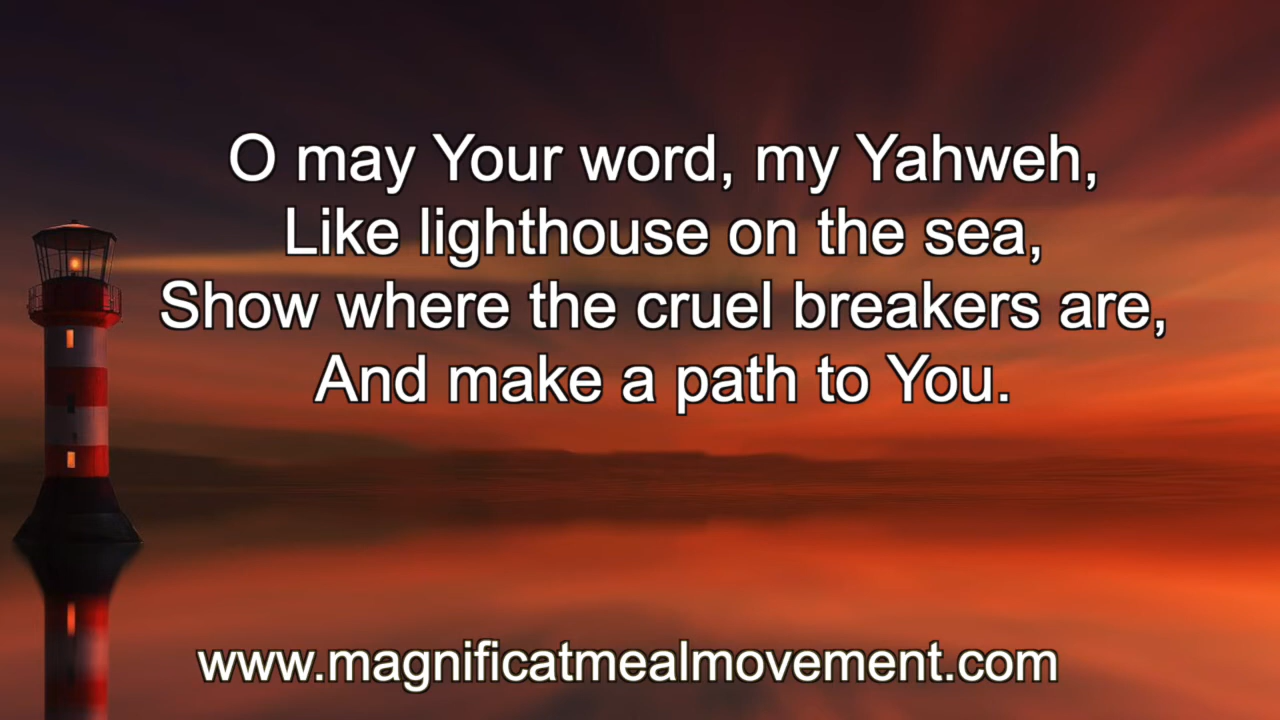 O may Your word, my Yahweh,
Like lighthouse on the sea,
Show where the cruel breakers are,
And make a path to You.
www.magnificatmealmovement.com